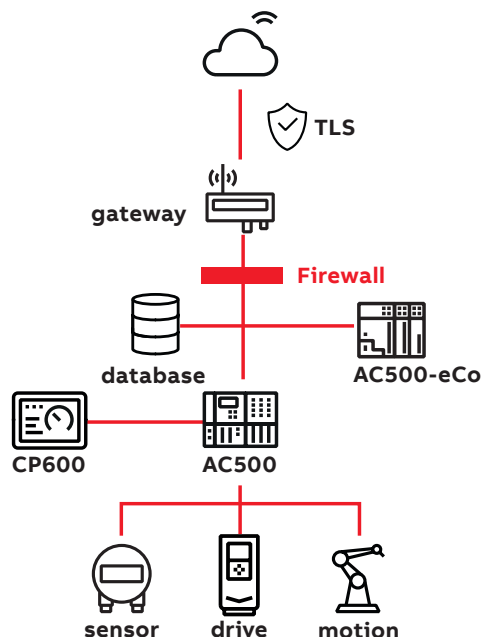 TLS
gateway
Firewall
database
AC500-eCo
CP600
AC500
sensor
drive
motion